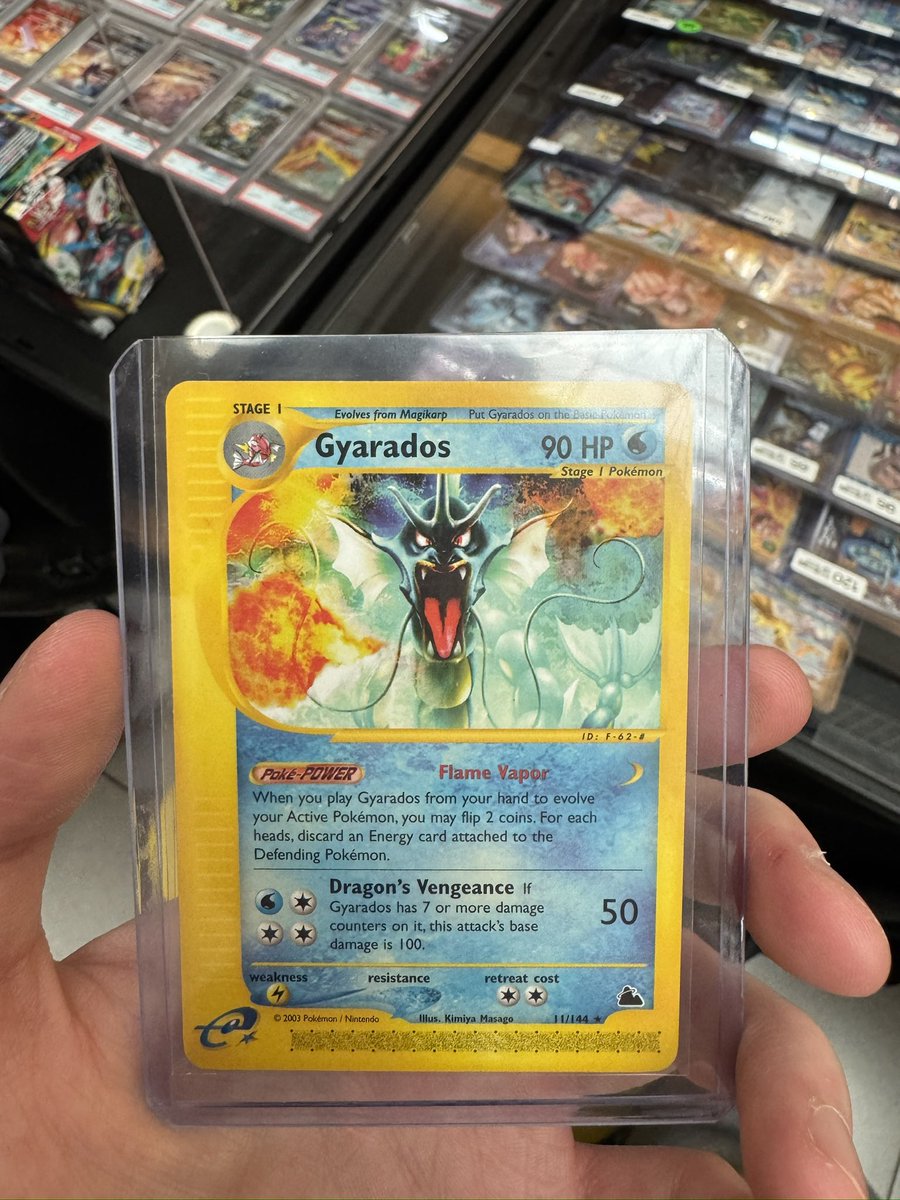 STAGE 1
Evolves from Magikarp Put Gyarados on the Basic Pokémon
Gyarados 90 HP
Stage 1 Pokémon
ID: F-62-#
Poké-POWER Flame Vapor
When you play Gyarados from your hand to evolve
your Active Pokémon, you may flip 2 coins. For each
heads, discard an Energy card attached to the
Defending Pokémon.
Dragon's Vengeance If
Gyarados has 7 or more damage
counters on it, this attack's base
damage is 100.
50
weakness resistance retreat cost
e
© 2003 Pokémon / Nintendo Illus. Kimiya Masago 11/144 ★